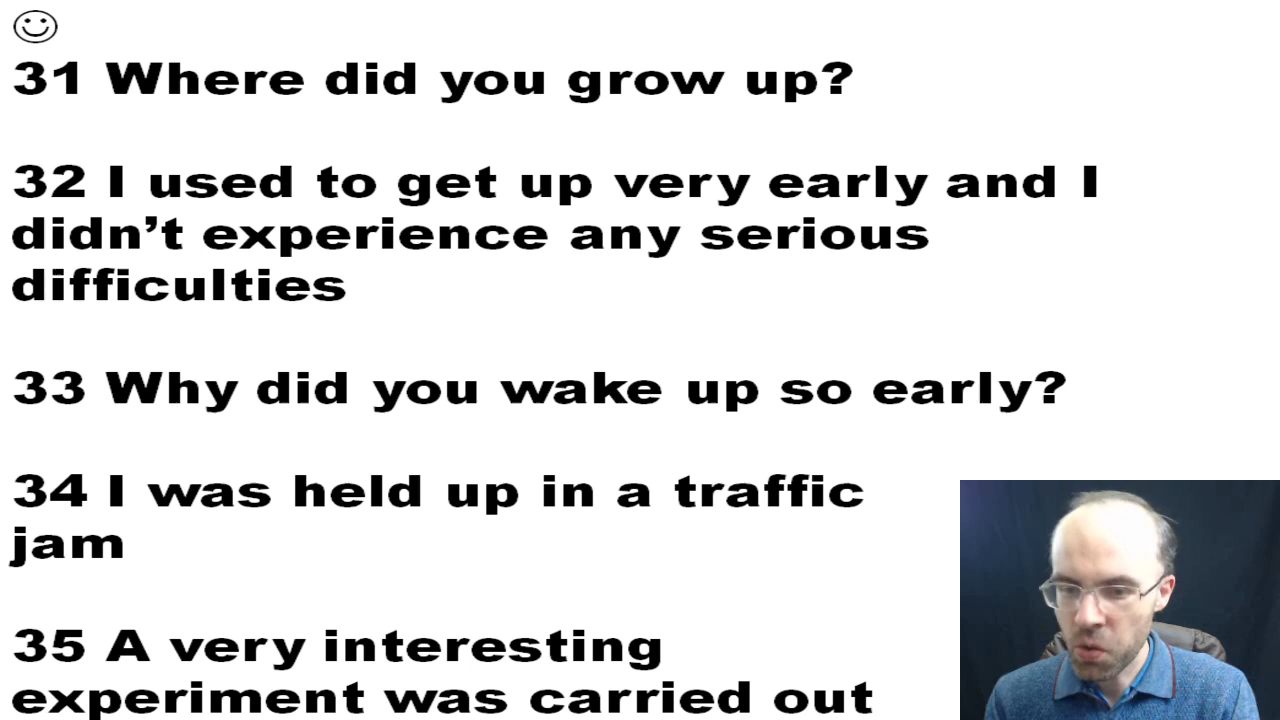 31 Where did you grow up?
32 I used to get up very early and I
didn’t experience any serious
difficulties
33 Why did you wake up so early?
34 I was held up in a traffic
jam
35 A very interesting
experiment was carried out